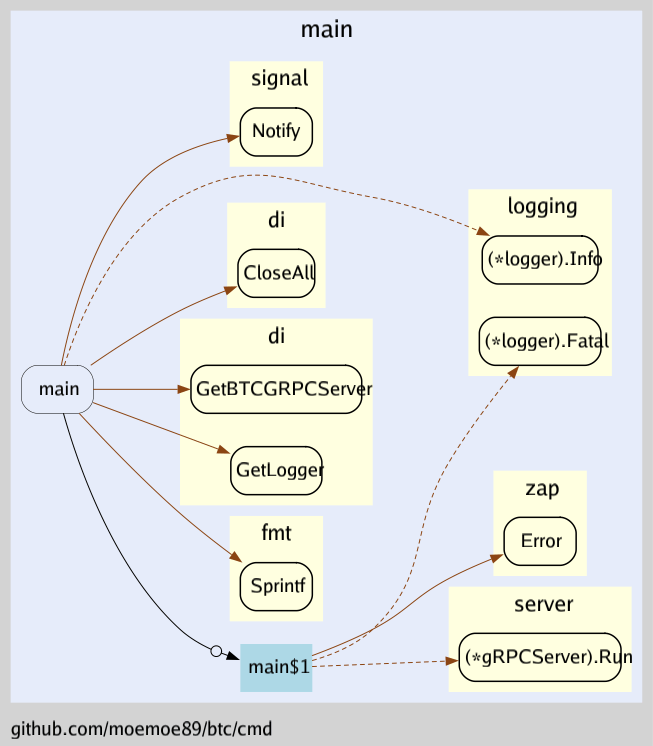 main
signal
Notify
logging
(*logger).Info
di
CloseAll
(*logger).Fatal
di
main
GetBTCGRPCServer
GetLogger
zap
Error
fmt
Sprintf
server
(*gRPCServer).Run
main$1
github.com/moemoe89/btc/cmd